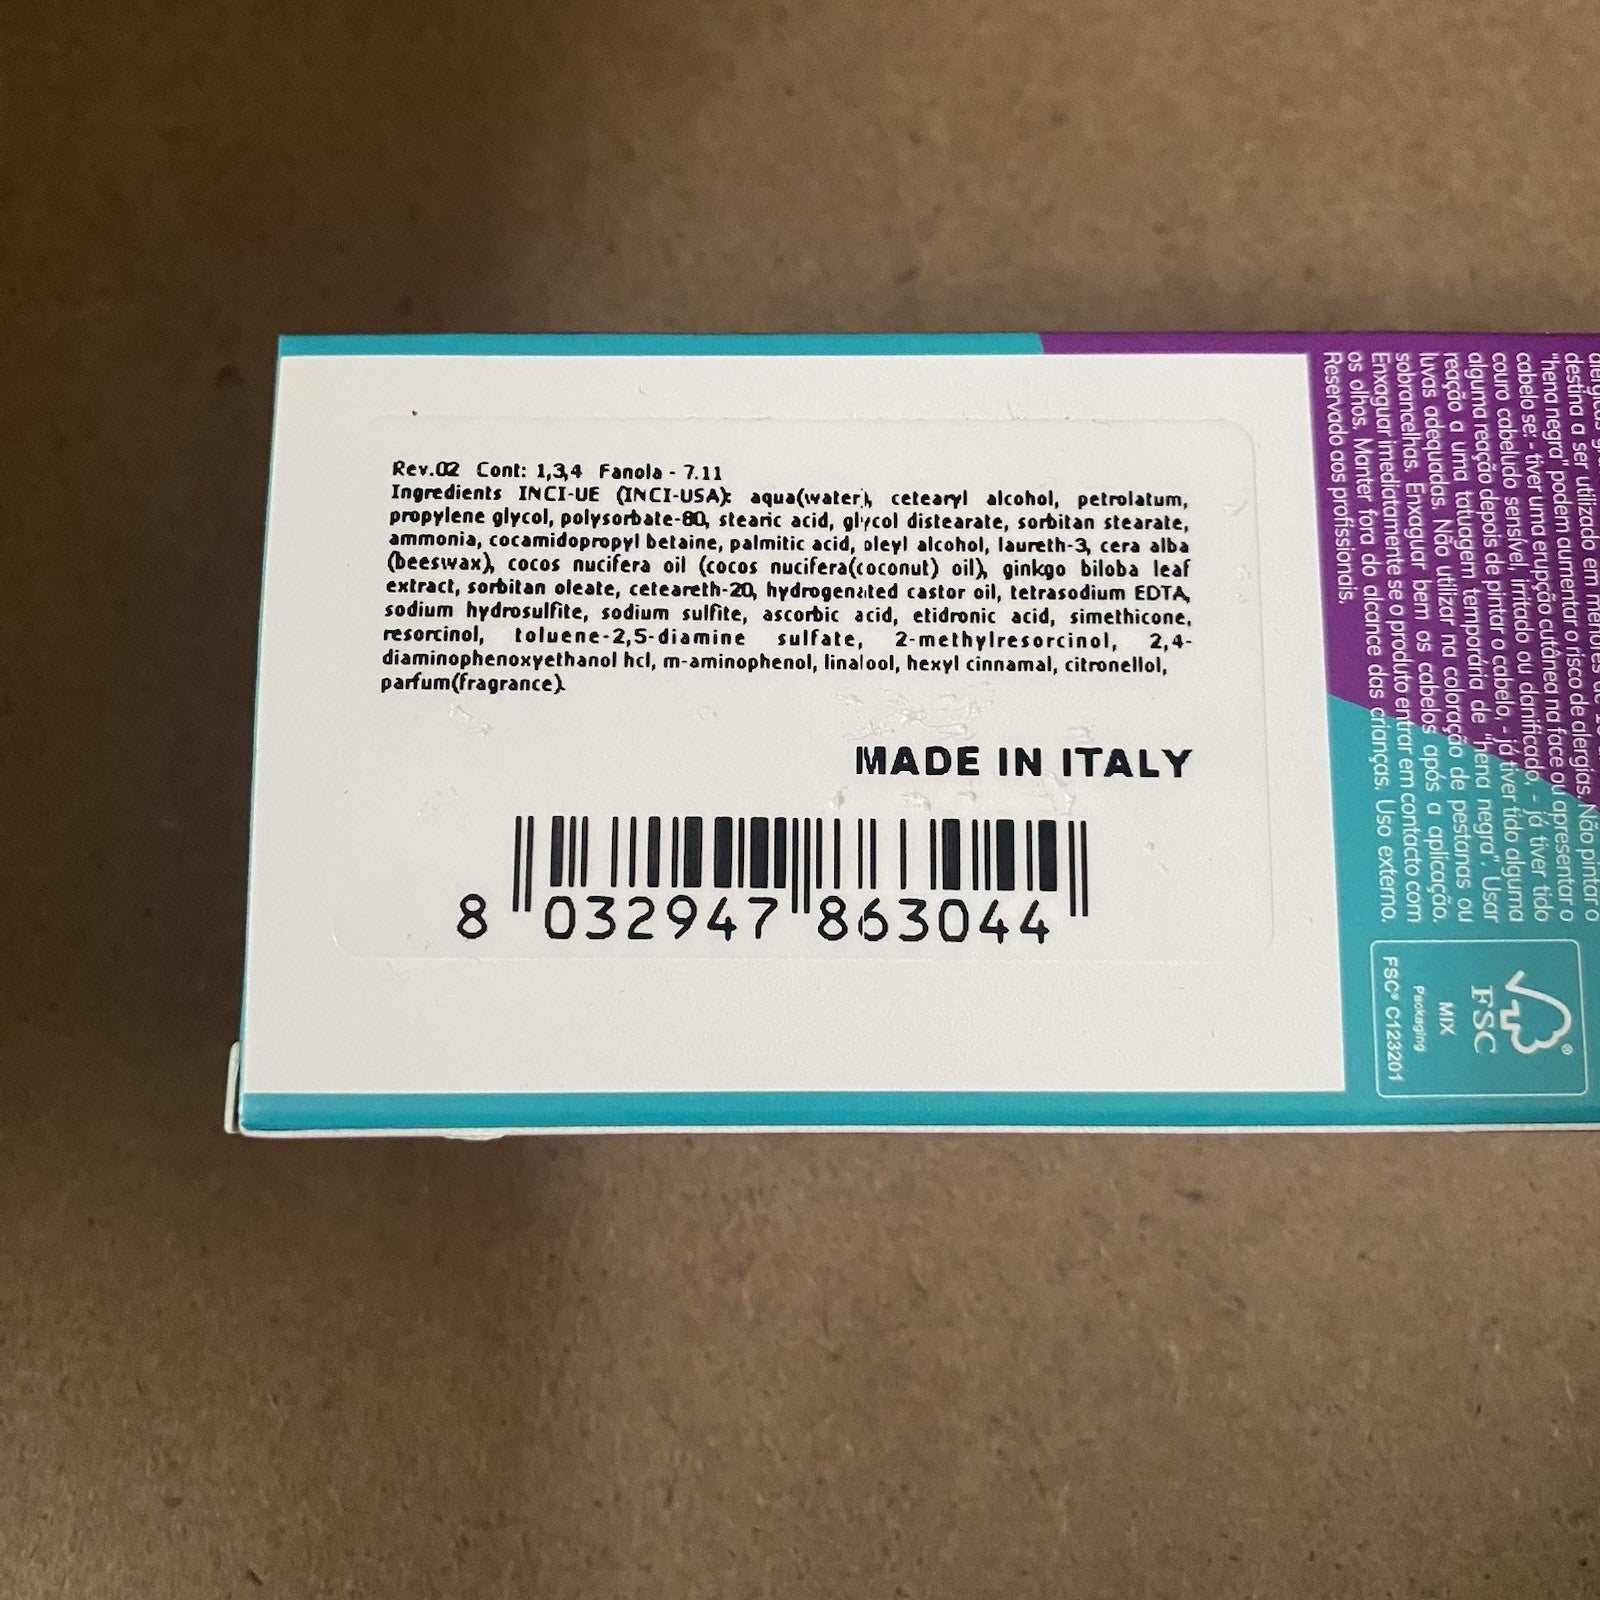 Rev.02 Cont: 1,3,4 Fanola - 7.11
Ingredients INCI-UE (INCI-USA): aqua(water), cetearyl alcohol, petrolatum,
propylene glycol, polysorbate-80, stearic acid, glycol distearate, sorbitan stearate,
ammonia, cocamidopropyl betaine, palmitic acid, oleyl alcohol, laureth-3, cera alba
(beeswax), cocos nucifera oil (cocos nucifera(coconut) oil), ginkgo biloba leaf
extract, sorbitan oleate, ceteareth-20, hydrogenated castor oil, tetrasodium EDTA,
sodium hydrosulfite, sodium sulfite, ascorbic acid, etidronic acid, simethicone,
resorcinol, toluene-2,5-diamine sulfate, 2-methylresorcinol, 2,4-
diaminophenoxyethanol hcl, m-aminophenol, linalool, hexyl cinnamal, citronellol,
parfum(fragrance).
MADE IN ITALY
8 032947 863044
destina a ser utilizado em menores de
"hena negra" podem aumentar o risco de alergias. Não pintar o
cabelo se: - tiver uma erupção cutânea na face ou apresentar o
couro cabeludo sensível, irritado ou danificado, - já tiver tido
alguma reação depois de pintar o cabelo, - já tiver tido alguma
reação a uma tatuagem temporária de "hena negra". Usar
luvas adequadas. Não utilizar na coloração de pestanas ou
sobrancelhas. Enxaguar bem os cabelos após a aplicação.
Enxaguar imediatamente se o produto entrar em contacto com
os olhos. Manter fora do alcance das crianças. Uso externo.
Reservado aos profissionais.
FSC
MIX
Packaging
FSC® C123201